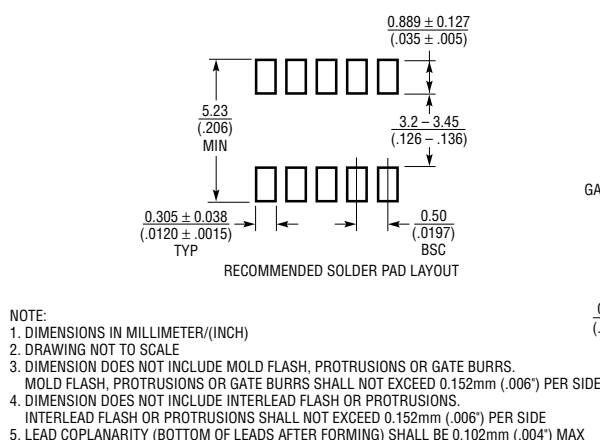 0.889 ± 0.127
(.035 ± .005)
5.23
(.206)
MIN
3.2 – 3.45
(.126 – .136)
0.305 ± 0.038
(.0120 ± .0015)
TYP
0.50
(.0197)
BSC
RECOMMENDED SOLDER PAD LAYOUT
GA
NOTE:
1. DIMENSIONS IN MILLIMETER/(INCH)
2. DRAWING NOT TO SCALE
3. DIMENSION DOES NOT INCLUDE MOLD FLASH, PROTRUSIONS OR GATE BURRS.
MOLD FLASH, PROTRUSIONS OR GATE BURRS SHALL NOT EXCEED 0.152mm (.006") PER SIDE
4. DIMENSION DOES NOT INCLUDE INTERLEAD FLASH OR PROTRUSIONS.
INTERLEAD FLASH OR PROTRUSIONS SHALL NOT EXCEED 0.152mm (.006") PER SIDE
5. LEAD COPLANARITY (BOTTOM OF LEADS AFTER FORMING) SHALL BE 0.102mm (.004") MAX